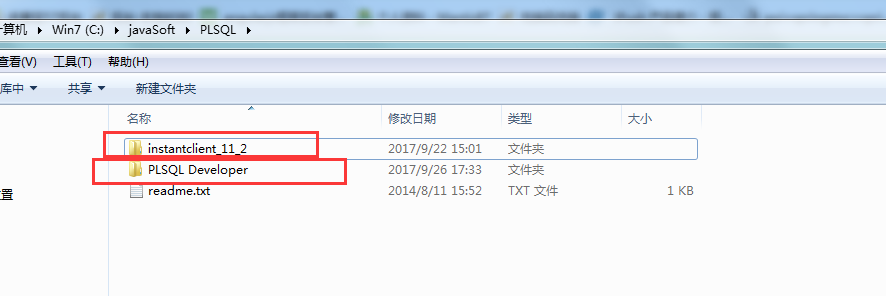 计算机 ▸ Win7 (C:) ▸ javaSoft ▸ PLSQL ▸
查看(V) 工具(T) 帮助(H)
库中 共享 新建文件夹
名称 修改日期 类型 大小
instantclient_11_2 2017/9/22 15:01 文件夹
PLSQL Developer 2017/9/26 17:33 文件夹
readme.txt 2014/8/11 15:52 TXT 文件 1 KB
置